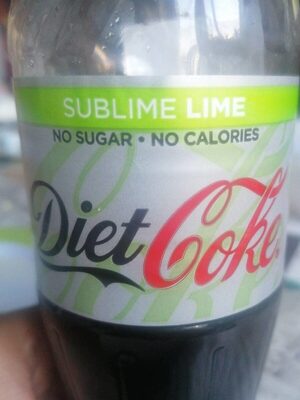 SUBLIME LIME
NO SUGAR • NO CALORIES
Diet Coke